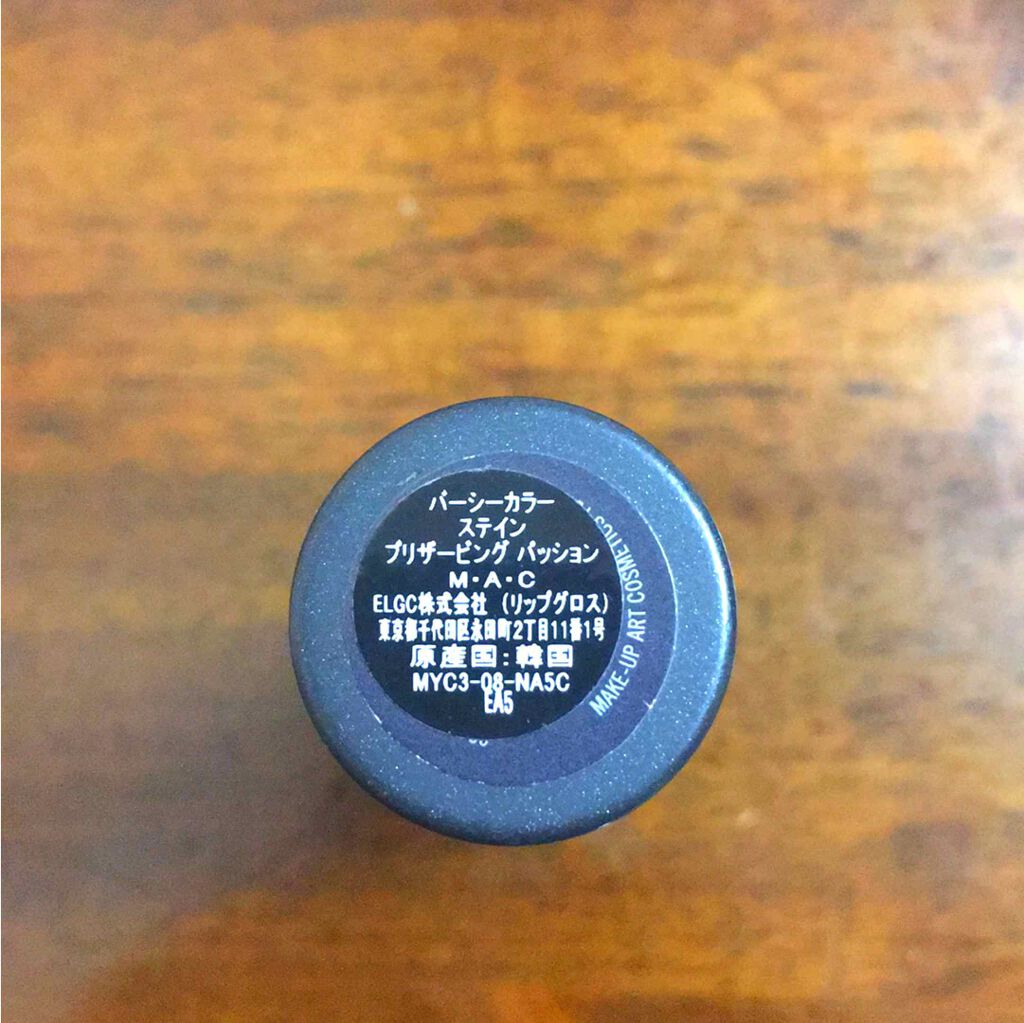 バーシーカラー
ステイン
プリザービング パッション
M・A・C
ELGC株式会社 (リップグロス)
東京都千代田区永田町2丁目11番1号
原産国:韓国
MYC3-08-NA5C
EA5
MAKE-UP ART COSMETICS